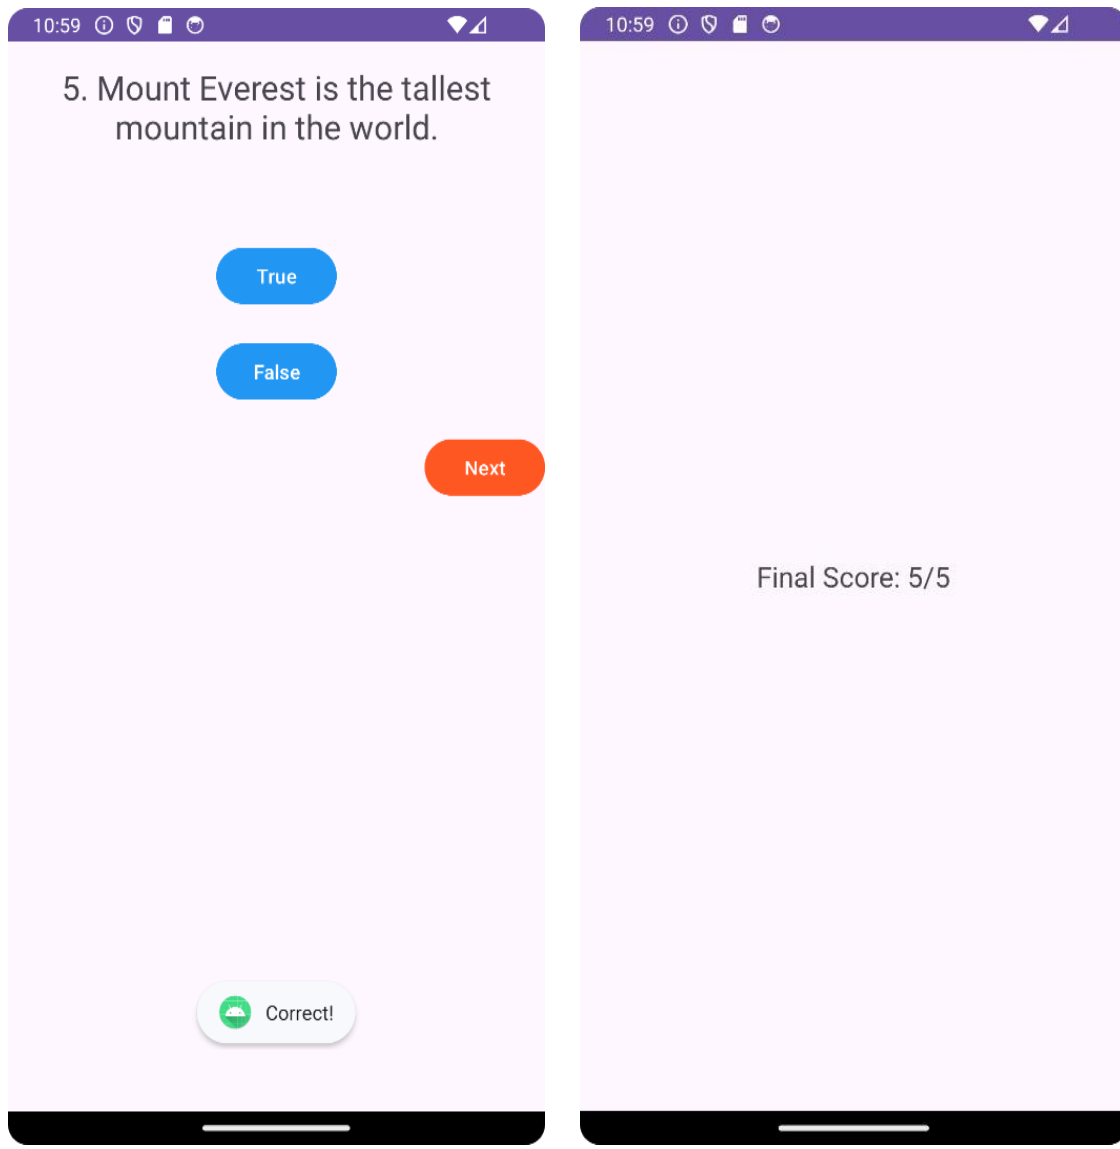 10:59
5. Mount Everest is the tallest
mountain in the world.
True
False
Next
Correct!
10:59
Final Score: 5/5